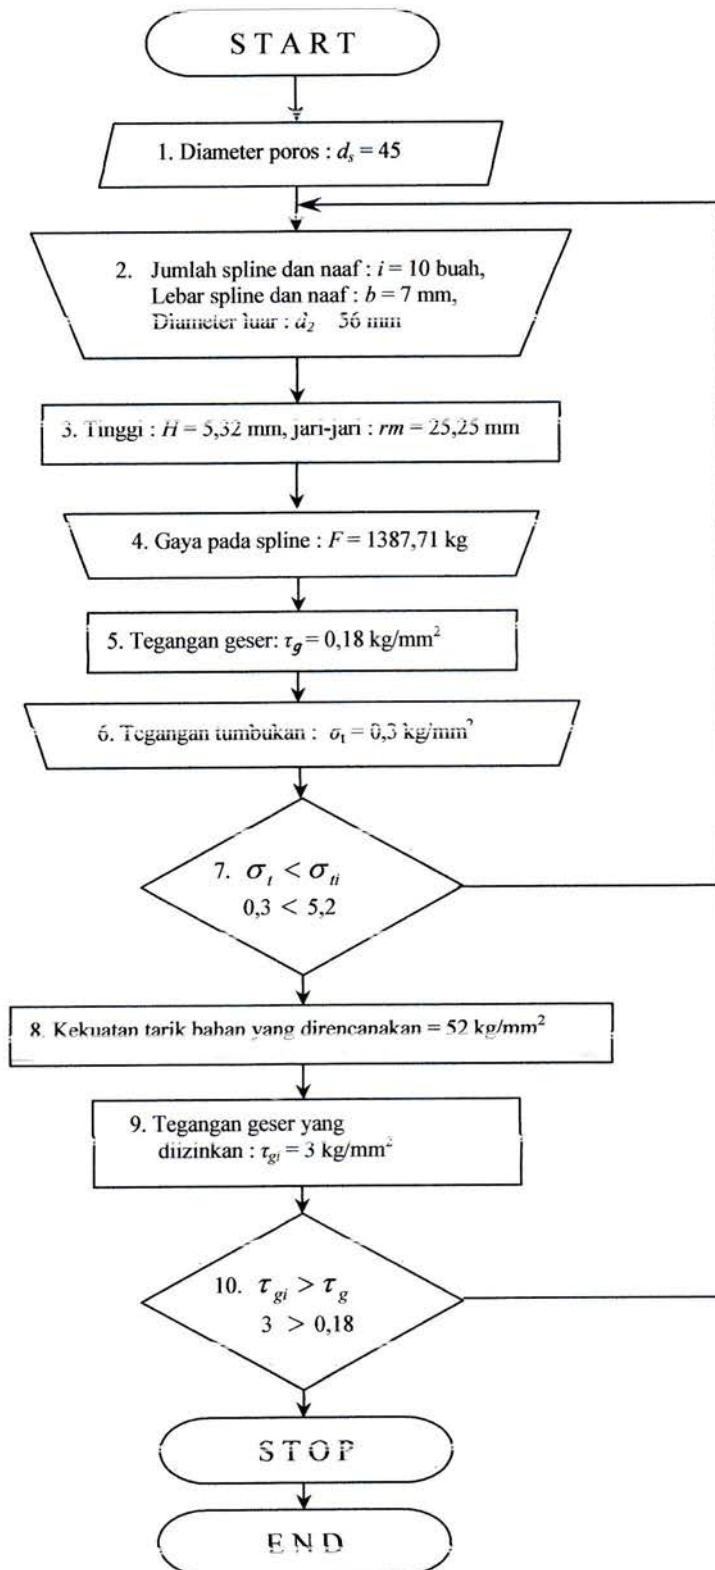 START
1. Diameter poros : dₛ = 45
2. Jumlah spline dan naaf : i = 10 buah,
Lebar spline dan naaf : b = 7 mm,
Diameter luar : d₂ 56 mm
3. Tinggi : H = 5,32 mm, jari-jari : rm = 25,25 mm
4. Gaya pada spline : F = 1387,71 kg
5. Tegangan geser: τg = 0,18 kg/mm²
6. Tegangan tumbukan : σt = 0,3 kg/mm²
7. σt < σti
0,3 < 5,2
8. Kekuatan tarik bahan yang direncanakan = 52 kg/mm²
9. Tegangan geser yang
diizinkan : τgi = 3 kg/mm²
10. τgi > τg
3 > 0,18
STOP
END